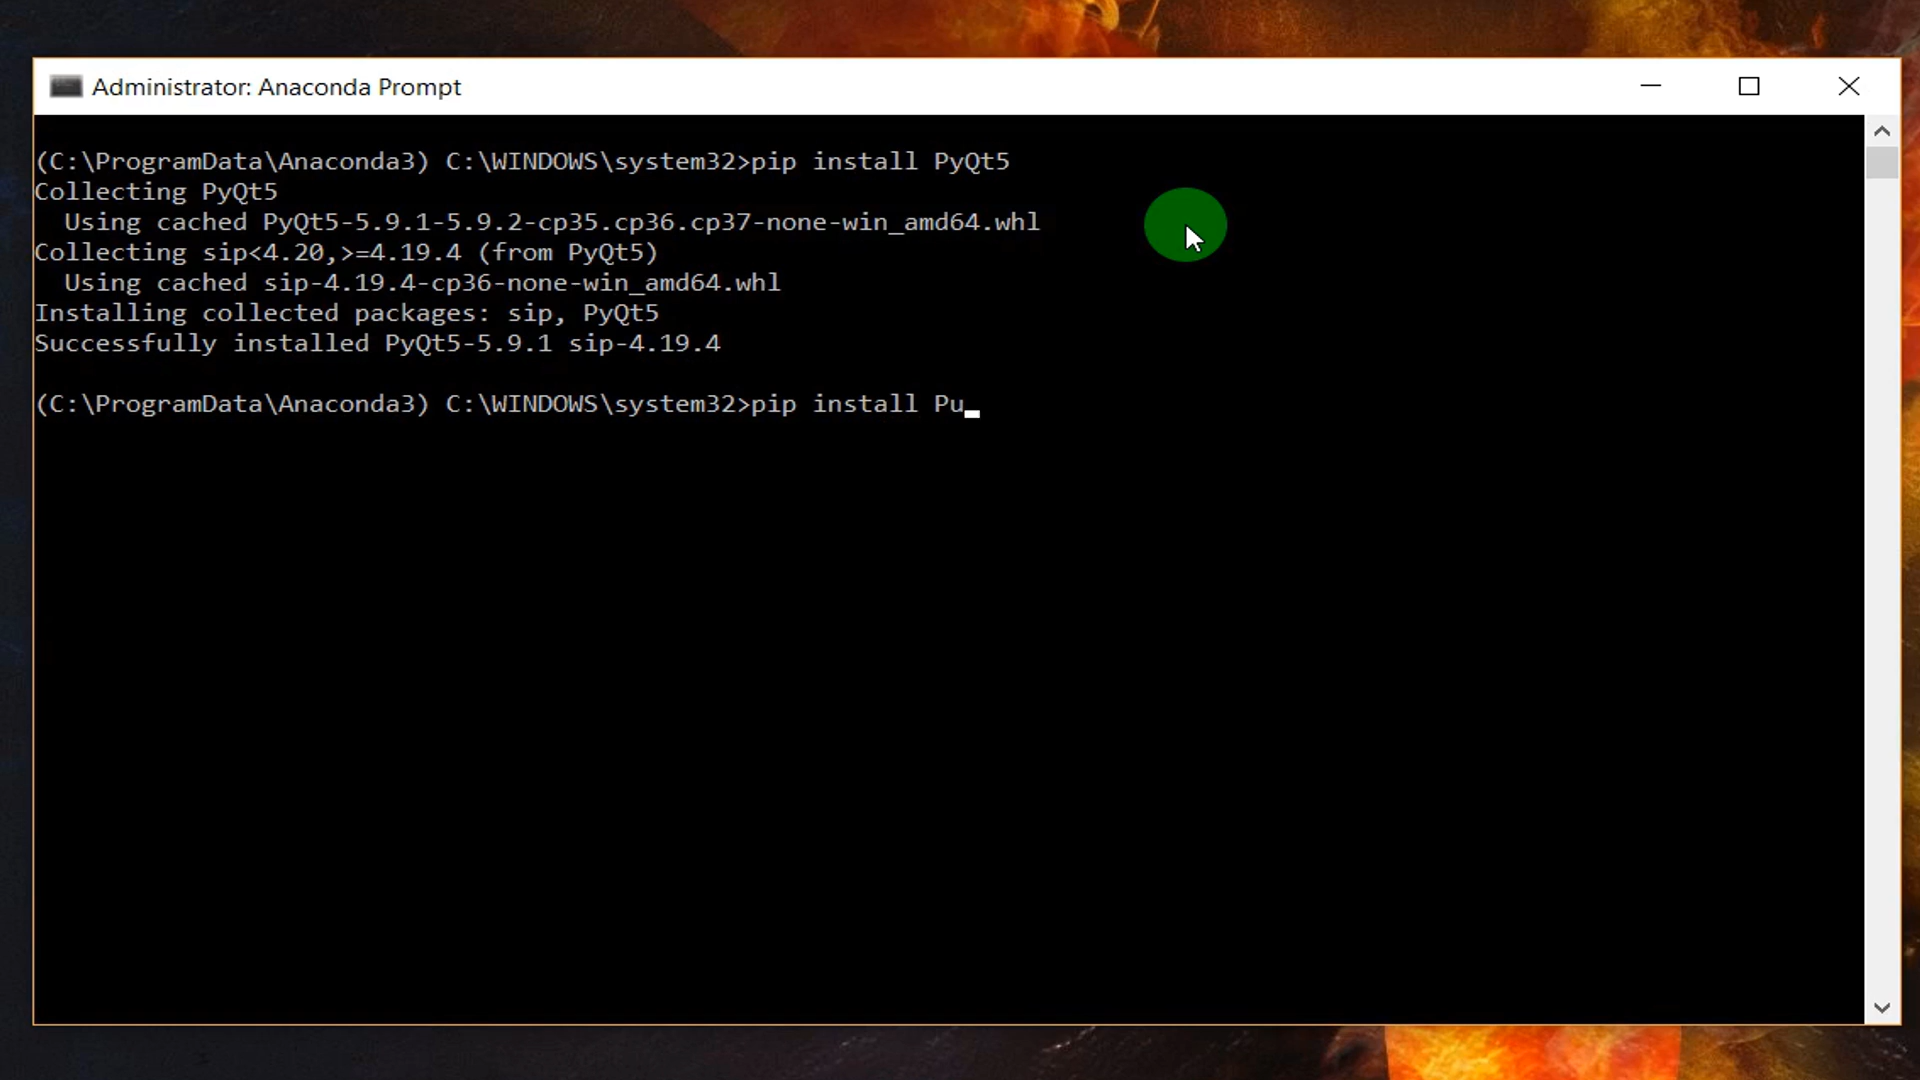 Administrator: Anaconda Prompt
(C:\ProgramData\Anaconda3) C:\WINDOWS\system32>pip install PyQt5
Collecting PyQt5
  Using cached PyQt5-5.9.1-5.9.2-cp35.cp36.cp37-none-win_amd64.whl
Collecting sip<4.20,>=4.19.4 (from PyQt5)
  Using cached sip-4.19.4-cp36-none-win_amd64.whl
Installing collected packages: sip, PyQt5
Successfully installed PyQt5-5.9.1 sip-4.19.4
(C:\ProgramData\Anaconda3) C:\WINDOWS\system32>pip install Pu